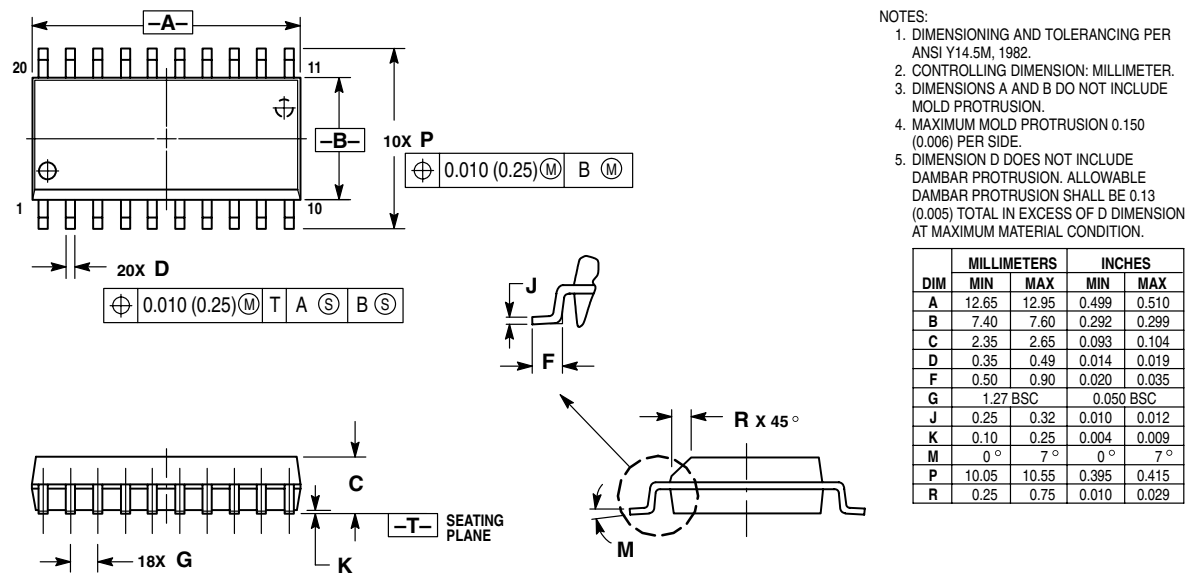 –A–
20
11
–B–
10X P
⌖ 0.010 (0.25) Ⓜ B Ⓜ
1
10
20X D
⌖ 0.010 (0.25) Ⓜ T A Ⓢ B Ⓢ
J
F
C
–T– SEATING
PLANE
18X G
K
R X 45°
M
NOTES:
1. DIMENSIONING AND TOLERANCING PER
ANSI Y14.5M, 1982.
2. CONTROLLING DIMENSION: MILLIMETER.
3. DIMENSIONS A AND B DO NOT INCLUDE
MOLD PROTRUSION.
4. MAXIMUM MOLD PROTRUSION 0.150
(0.006) PER SIDE.
5. DIMENSION D DOES NOT INCLUDE
DAMBAR PROTRUSION. ALLOWABLE
DAMBAR PROTRUSION SHALL BE 0.13
(0.005) TOTAL IN EXCESS OF D DIMENSION
AT MAXIMUM MATERIAL CONDITION.
MILLIMETERS INCHES
DIM MIN MAX MIN MAX
A 12.65 12.95 0.499 0.510
B 7.40 7.60 0.292 0.299
C 2.35 2.65 0.093 0.104
D 0.35 0.49 0.014 0.019
F 0.50 0.90 0.020 0.035
G 1.27 BSC 0.050 BSC
J 0.25 0.32 0.010 0.012
K 0.10 0.25 0.004 0.009
M 0° 7° 0° 7°
P 10.05 10.55 0.395 0.415
R 0.25 0.75 0.010 0.029